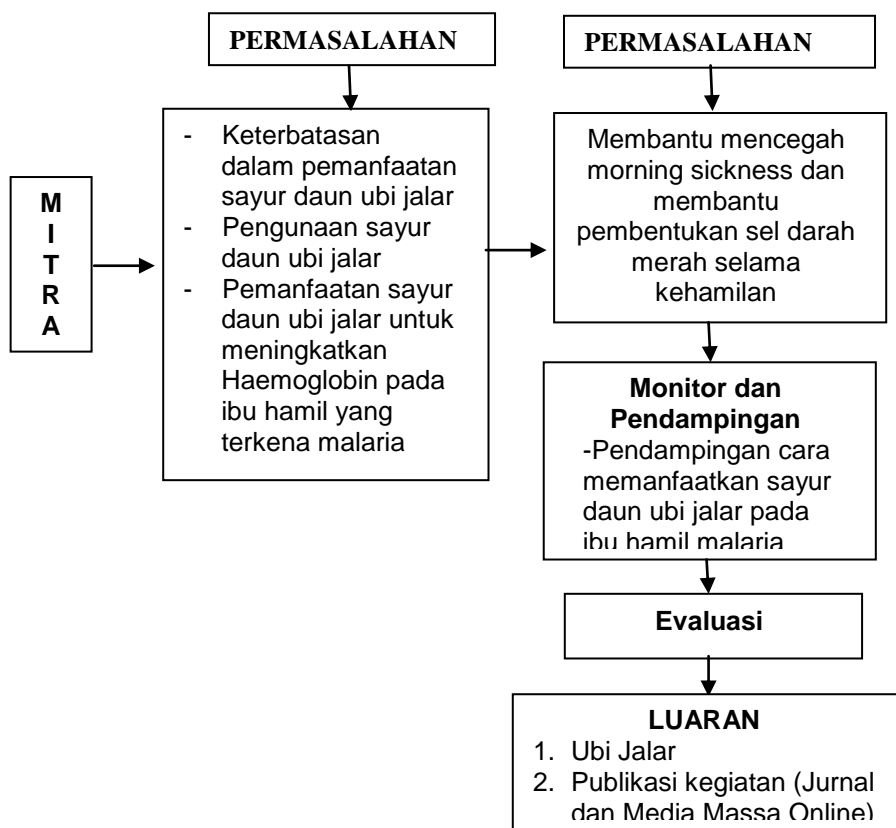 PERMASALAHAN
PERMASALAHAN
M
I
T
R
A
- Keterbatasan
dalam pemanfaatan
sayur daun ubi jalar
- Pengunaan sayur
daun ubi jalar
- Pemanfaatan sayur
daun ubi jalar untuk
meningkatkan
Haemoglobin pada
ibu hamil yang
terkena malaria
Membantu mencegah
morning sickness dan
membantu
pembentukan sel darah
merah selama
kehamilan
Monitor dan
Pendampingan
-Pendampingan cara
memanfaatkan sayur
daun ubi jalar pada
ibu hamil malaria
Evaluasi
LUARAN
1. Ubi Jalar
2. Publikasi kegiatan (Jurnal
dan Media Massa Online)